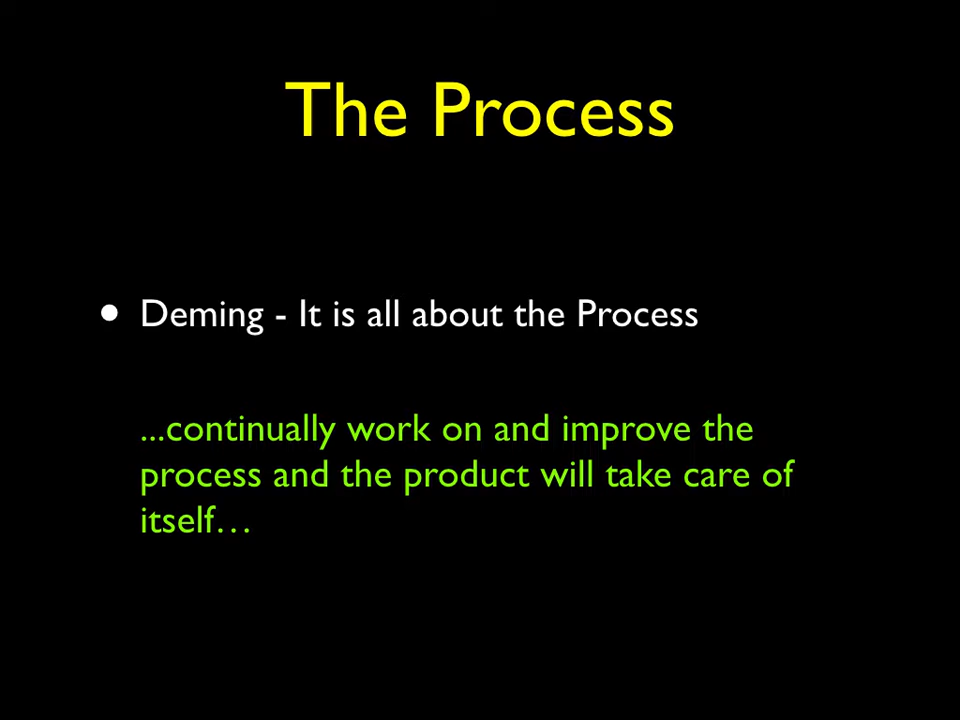 The Process
• Deming - It is all about the Process
...continually work on and improve the
process and the product will take care of
itself…